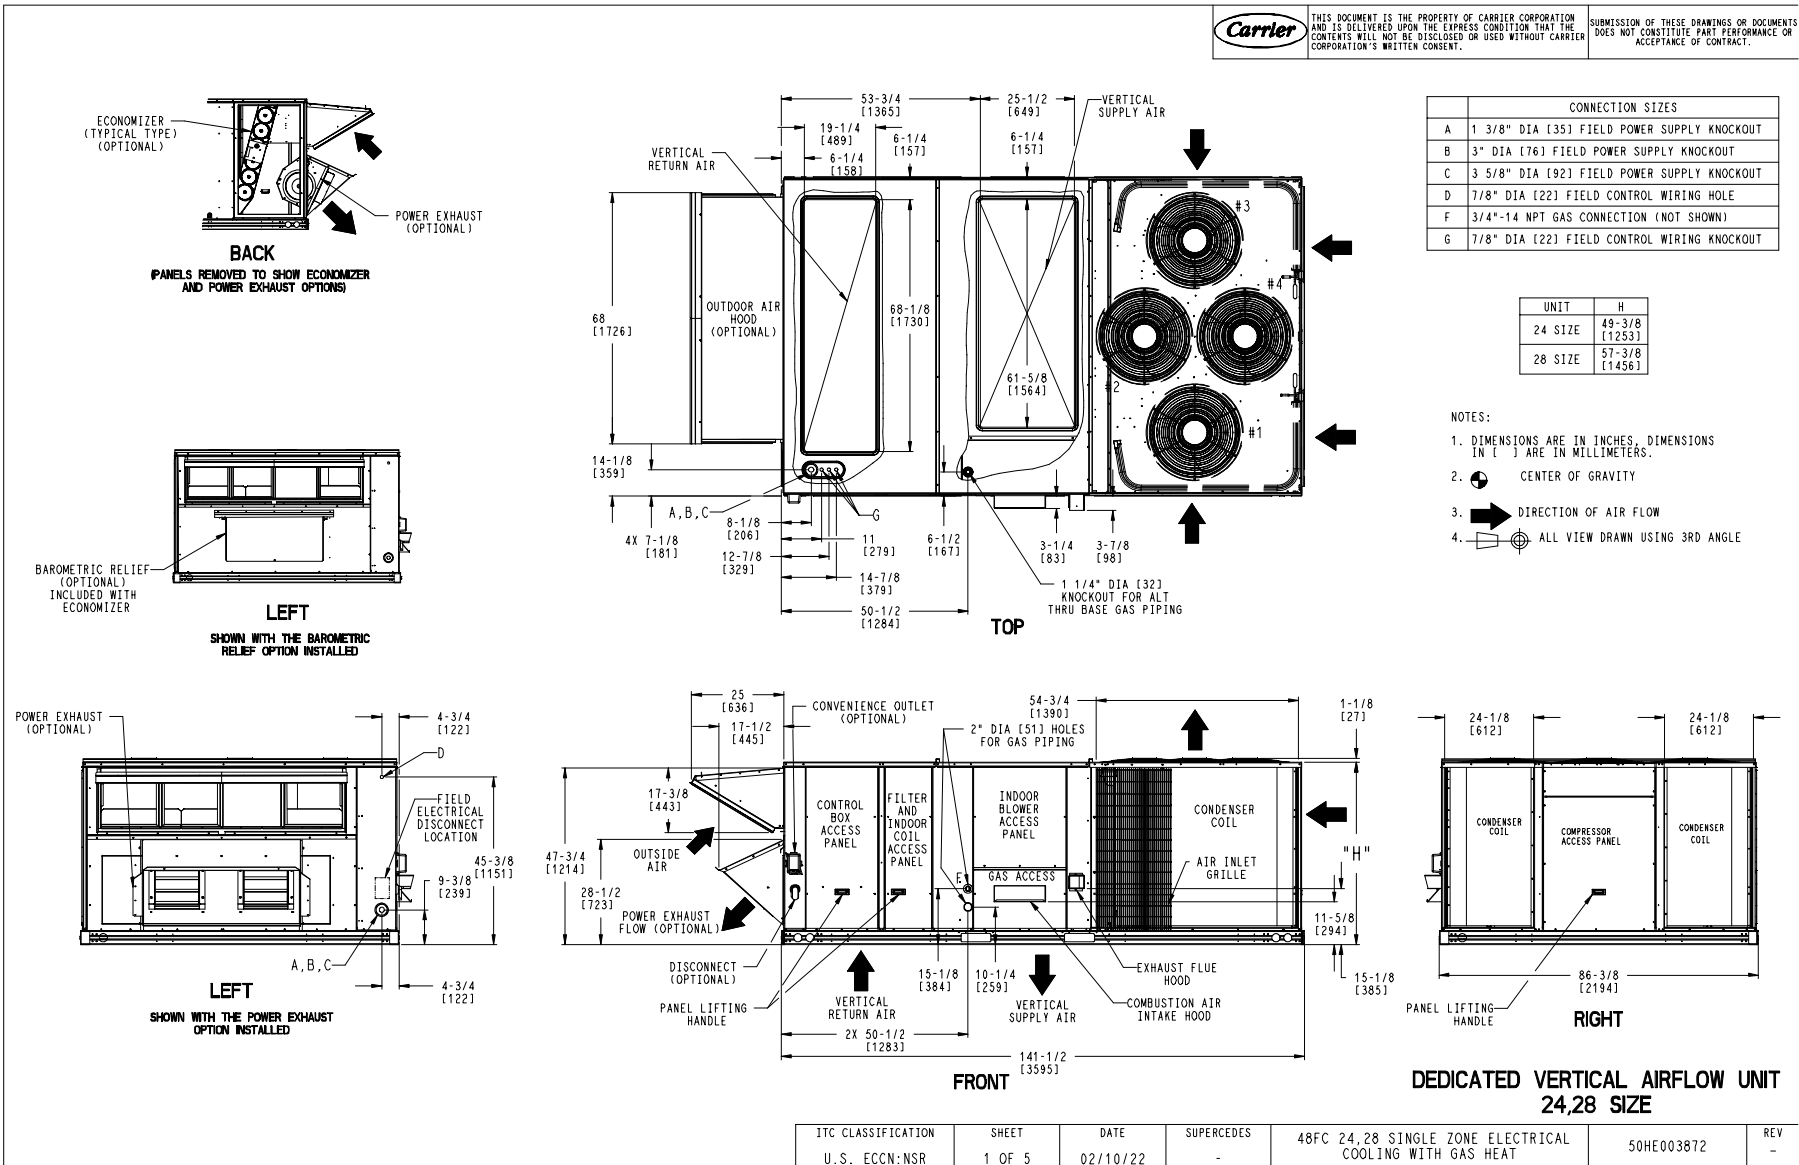 Carrier
THIS DOCUMENT IS THE PROPERTY OF CARRIER CORPORATION
AND IS DELIVERED UPON THE EXPRESS CONDITION THAT THE
CONTENTS WILL NOT BE DISCLOSED OR USED WITHOUT CARRIER
CORPORATION'S WRITTEN CONSENT.
SUBMISSION OF THESE DRAWINGS OR DOCUMENTS
DOES NOT CONSTITUTE PART PERFORMANCE OR
ACCEPTANCE OF CONTRACT.
ECONOMIZER
(TYPICAL TYPE)
(OPTIONAL)
POWER EXHAUST
(OPTIONAL)
BACK
(PANELS REMOVED TO SHOW ECONOMIZER
AND POWER EXHAUST OPTIONS)
53-3/4
[1365]
25-1/2
[649]
VERTICAL
SUPPLY AIR
19-1/4
[489]
6-1/4
[157]
6-1/4
[157]
6-1/4
[158]
VERTICAL
RETURN AIR
68
[1726]
OUTDOOR AIR
HOOD
(OPTIONAL)
68-1/8
[1730]
61-5/8
[1564]
#3
#4
#2
#1
14-1/8
[359]
A,B,C
G
8-1/8
[206]
11
[279]
4X 7-1/8
[181]
12-7/8
[329]
14-7/8
[379]
6-1/2
[167]
3-1/4
[83]
3-7/8
[98]
50-1/2
[1284]
1 1/4" DIA [32]
KNOCKOUT FOR ALT
THRU BASE GAS PIPING
TOP
CONNECTION SIZES
A 1 3/8" DIA [35] FIELD POWER SUPPLY KNOCKOUT
B 3" DIA [76] FIELD POWER SUPPLY KNOCKOUT
C 3 5/8" DIA [92] FIELD POWER SUPPLY KNOCKOUT
D 7/8" DIA [22] FIELD CONTROL WIRING HOLE
F 3/4"-14 NPT GAS CONNECTION (NOT SHOWN)
G 7/8" DIA [22] FIELD CONTROL WIRING KNOCKOUT
UNIT H
24 SIZE 49-3/8
[1253]
28 SIZE 57-3/8
[1456]
NOTES:
1. DIMENSIONS ARE IN INCHES, DIMENSIONS
IN [ ] ARE IN MILLIMETERS.
2. CENTER OF GRAVITY
3. DIRECTION OF AIR FLOW
4. ALL VIEW DRAWN USING 3RD ANGLE
BAROMETRIC RELIEF
(OPTIONAL)
INCLUDED WITH
ECONOMIZER
LEFT
SHOWN WITH THE BAROMETRIC
RELIEF OPTION INSTALLED
POWER EXHAUST
(OPTIONAL)
4-3/4
[122]
D
FIELD
ELECTRICAL
DISCONNECT
LOCATION
45-3/8
[1151]
9-3/8
[239]
A,B,C
4-3/4
[122]
LEFT
SHOWN WITH THE POWER EXHAUST
OPTION INSTALLED
25
[636]
17-1/2
[445]
CONVENIENCE OUTLET
(OPTIONAL)
2" DIA [51] HOLES
FOR GAS PIPING
54-3/4
[1390]
1-1/8
[27]
17-3/8
[443]
47-3/4
[1214]
OUTSIDE
AIR
28-1/2
[723]
POWER EXHAUST
FLOW (OPTIONAL)
CONTROL
BOX
ACCESS
PANEL
FILTER
AND
INDOOR
COIL
ACCESS
PANEL
INDOOR
BLOWER
ACCESS
PANEL
F
GAS ACCESS
CONDENSER
COIL
AIR INLET
GRILLE
"H"
11-5/8
[294]
15-1/8
[385]
DISCONNECT
(OPTIONAL)
PANEL LIFTING
HANDLE
VERTICAL
RETURN AIR
15-1/8
[384]
10-1/4
[259]
VERTICAL
SUPPLY AIR
EXHAUST FLUE
HOOD
COMBUSTION AIR
INTAKE HOOD
2X 50-1/2
[1283]
141-1/2
[3595]
FRONT
24-1/8
[612]
24-1/8
[612]
CONDENSER
COIL
COMPRESSOR
ACCESS PANEL
CONDENSER
COIL
86-3/8
[2194]
PANEL LIFTING
HANDLE
RIGHT
DEDICATED VERTICAL AIRFLOW UNIT
24,28 SIZE
ITC CLASSIFICATION
U.S. ECCN:NSR
SHEET
1 OF 5
DATE
02/10/22
SUPERCEDES
-
48FC 24,28 SINGLE ZONE ELECTRICAL
COOLING WITH GAS HEAT
50HE003872
REV
-